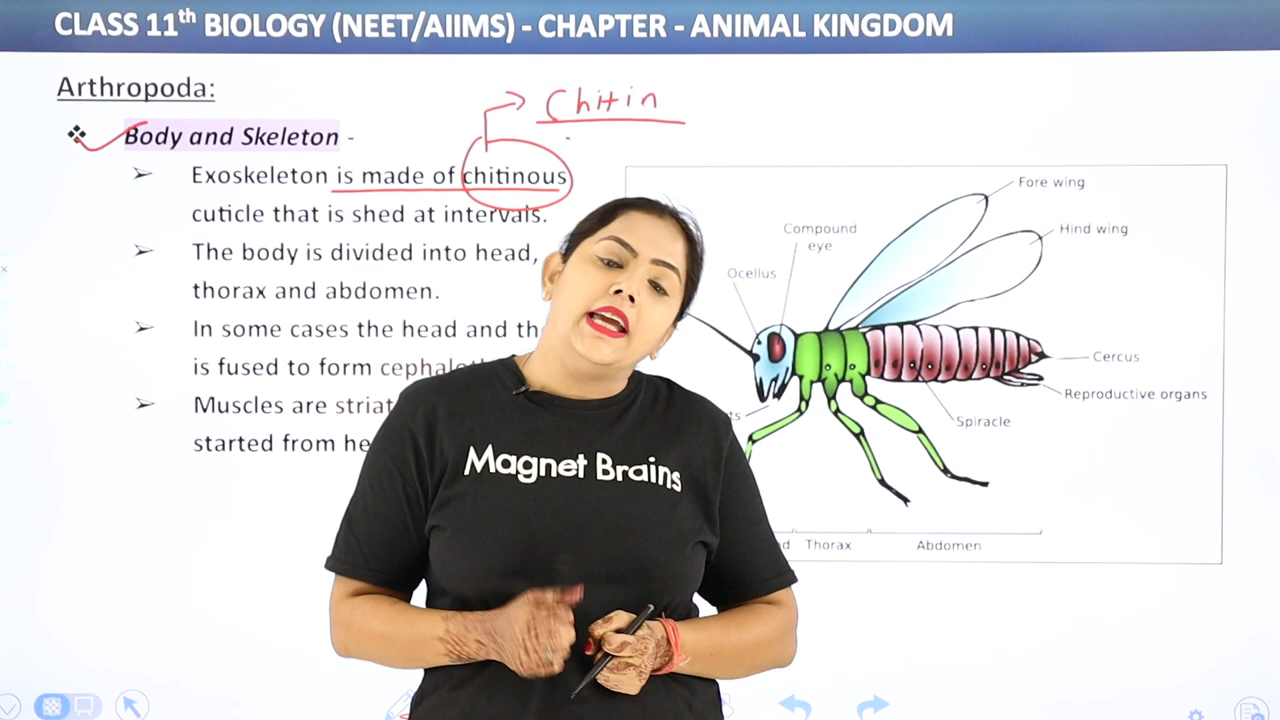 CLASS 11th BIOLOGY (NEET/AIIMS) - CHAPTER - ANIMAL KINGDOM
Arthropoda:
Chitin
Body and Skeleton -
Exoskeleton is made of chitinous
cuticle that is shed at intervals.
The body is divided into head,
thorax and abdomen.
In some cases the head and th
is fused to form
Muscles are
started from
Fore wing
Hind wing
Compound
eye
Ocellus
Cercus
Reproductive organs
Spiracle
Thorax
Abdomen
Magnet Brains